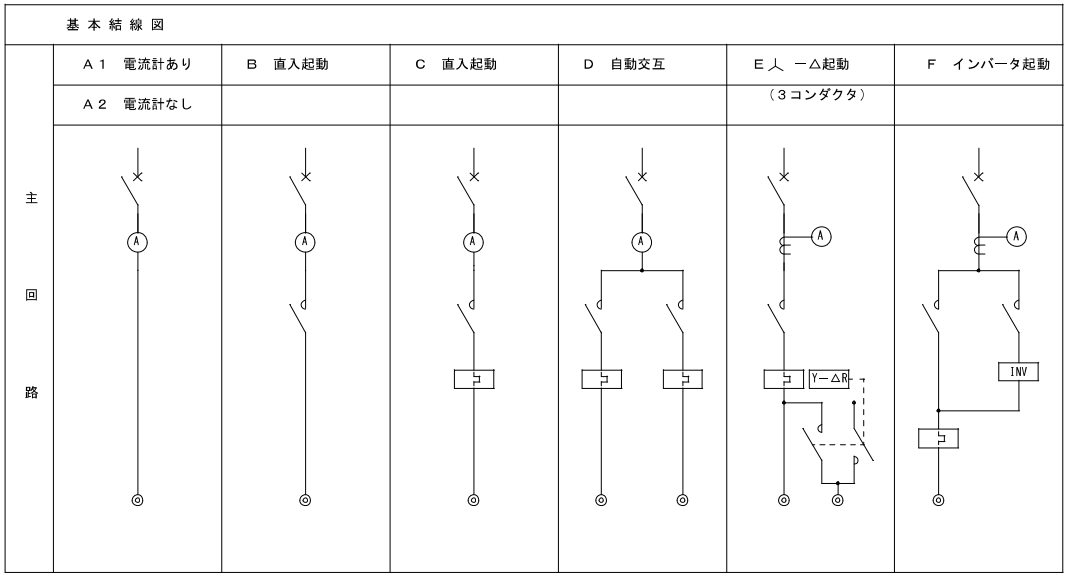 基本結線図
A1 電流計あり
B 直入起動
C 直入起動
D 自動交互
E人 ー△起動
F インバータ起動
A2 電流計なし
(3コンダクタ)
主回路
A
A
A
A
A
A
Y－△R
INV